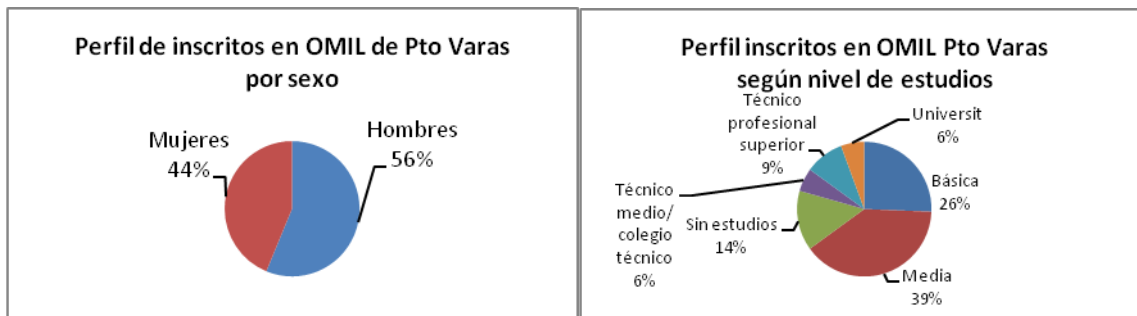 Perfil de inscritos en OMIL de Pto Varas
por sexo
Mujeres
44%
Hombres
56%
Perfil inscritos en OMIL Pto Varas
según nivel de estudios
Técnico
profesional
superior
9%
Universit
6%
Básica
26%
Técnico
medio/
colegio
técnico
6%
Sin estudios
14%
Media
39%